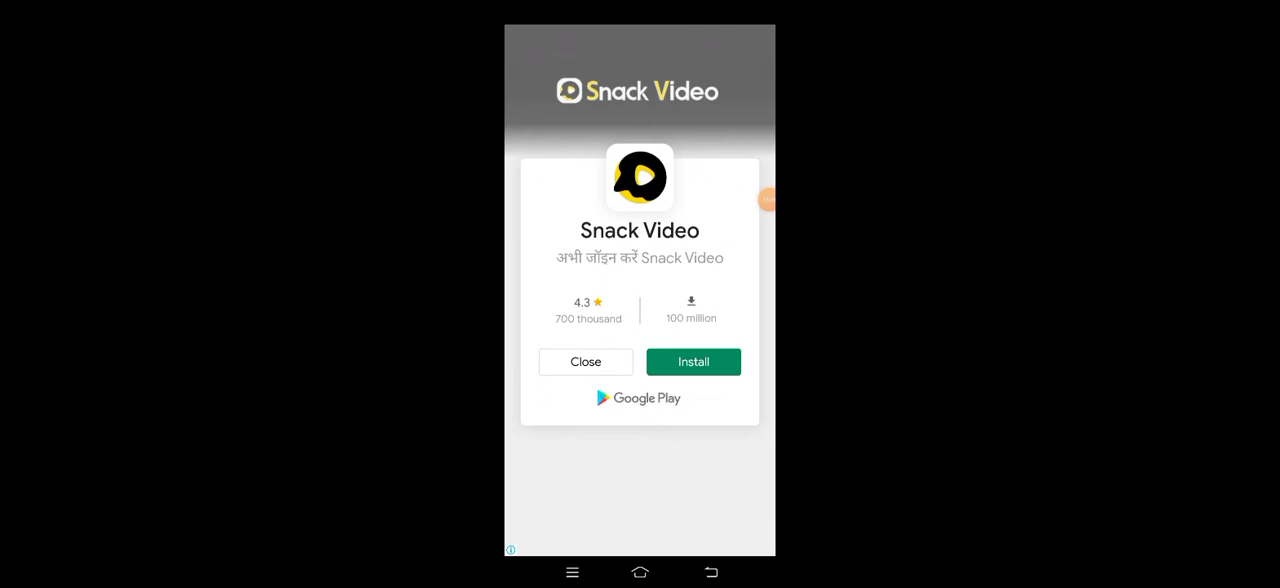 Snack Video
Snack Video
अभी जॉइन करें Snack Video
4.3
700 thousand
100 million
Close
Install
Google Play